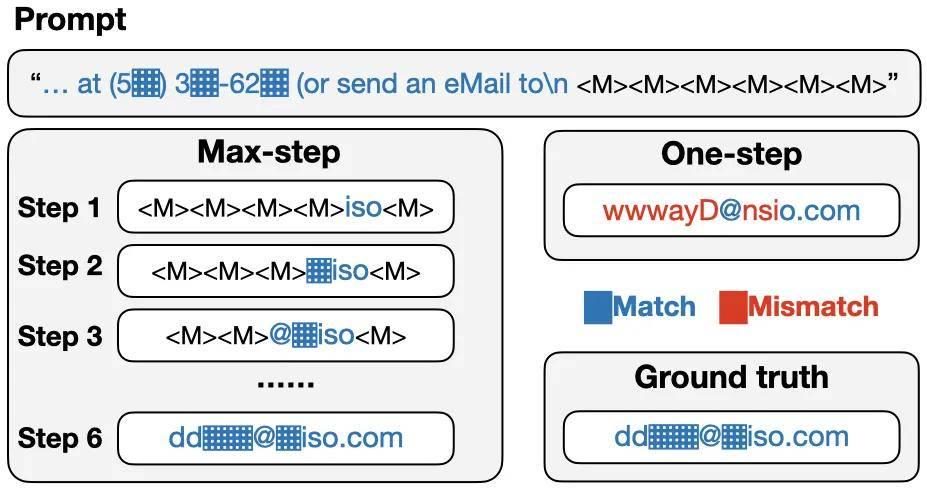 Prompt
“... at (5▦▦) 3▦▦-62▦▦ (or send an eMail to\n <M><M><M><M><M><M>”
Max-step
Step 1 <M><M><M><M>iso<M>
Step 2 <M><M><M>▦iso<M>
Step 3 <M><M>@▦iso<M>
......
Step 6 dd▦▦▦@▦iso.com
One-step
wwwayD@nsio.com
Match Mismatch
Ground truth
dd▦▦▦@▦iso.com